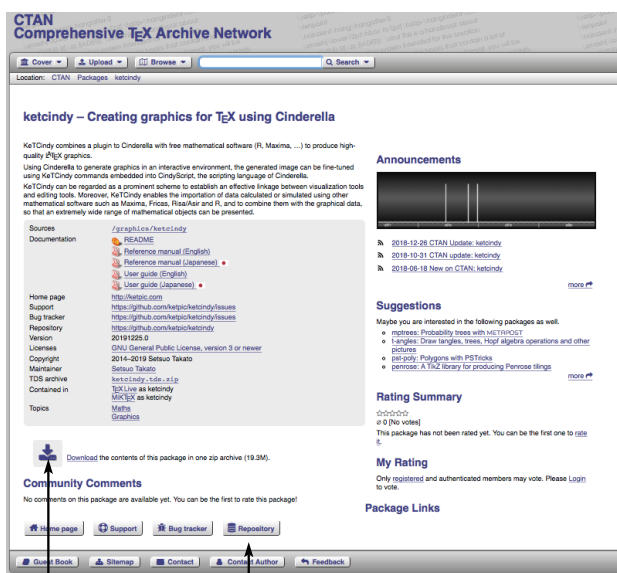 CTAN
Comprehensive TEX Archive Network
Cover
Upload
Browse
Search
Location: CTAN Packages ketcindy
ketcindy – Creating graphics for TEX using Cinderella
KeTCindy combines a plugin to Cinderella with free mathematical software (R, Maxima, …) to produce high-
quality LATEX graphics.
Using Cinderella to generate graphics in an interactive environment, the generated image can be fine-tuned
using KeTCindy commands embedded into CindyScript, the scripting language of Cinderella.
KeTCindy can be regarded as a prominent scheme to establish an effective linkage between visualization tools
and editing tools. Moreover, KeTCindy enables the importation of data calculated or simulated using other
mathematical software such as Maxima, Fricas, Risa/Asir and R, and to combine them with the graphical data,
so that an extremely wide range of mathematical objects can be presented.
Sources /graphics/ketcindy
Documentation README
Reference manual (English)
Reference manual (Japanese)
User guide (English)
User guide (Japanese)
Home page http://ketpic.com
Support https://github.com/ketpic/ketcindy/issues
Bug tracker https://github.com/ketpic/ketcindy/issues
Repository https://github.com/ketpic/ketcindy
Version 20191225.0
Licenses GNU General Public License, version 3 or newer
Copyright 2014–2019 Setsuo Takato
Maintainer Setsuo Takato
TDS archive ketcindy.tds.zip
Contained in TEX Live as ketcindy
MiKTEX as ketcindy
Topics Maths
Graphics
Download the contents of this package in one zip archive (19.3M).
Community Comments
No comments on this package are available yet. You can be the first to rate this package!
Home page
Support
Bug tracker
Repository
Announcements
2018-12-26 CTAN Update: ketcindy
2018-10-31 CTAN update: ketcindy
2018-06-18 New on CTAN: ketcindy
more
Suggestions
Maybe you are interested in the following packages as well.
mptrees: Probability trees with METAPOST
t-angles: Draw tangles, trees, Hopf algebra operations and other
pictures
pst-poly: Polygons with PSTricks
penrose: A TikZ library for producing Penrose tilings
more
Rating Summary
☆☆☆☆☆
⌀ 0 [No votes]
This package has not been rated yet. You can be the first one to rate
it.
My Rating
Only registered and authenticated members may vote. Please Login
to vote.
Package Links
Guest Book
Sitemap
Contact
Contact Author
Feedback